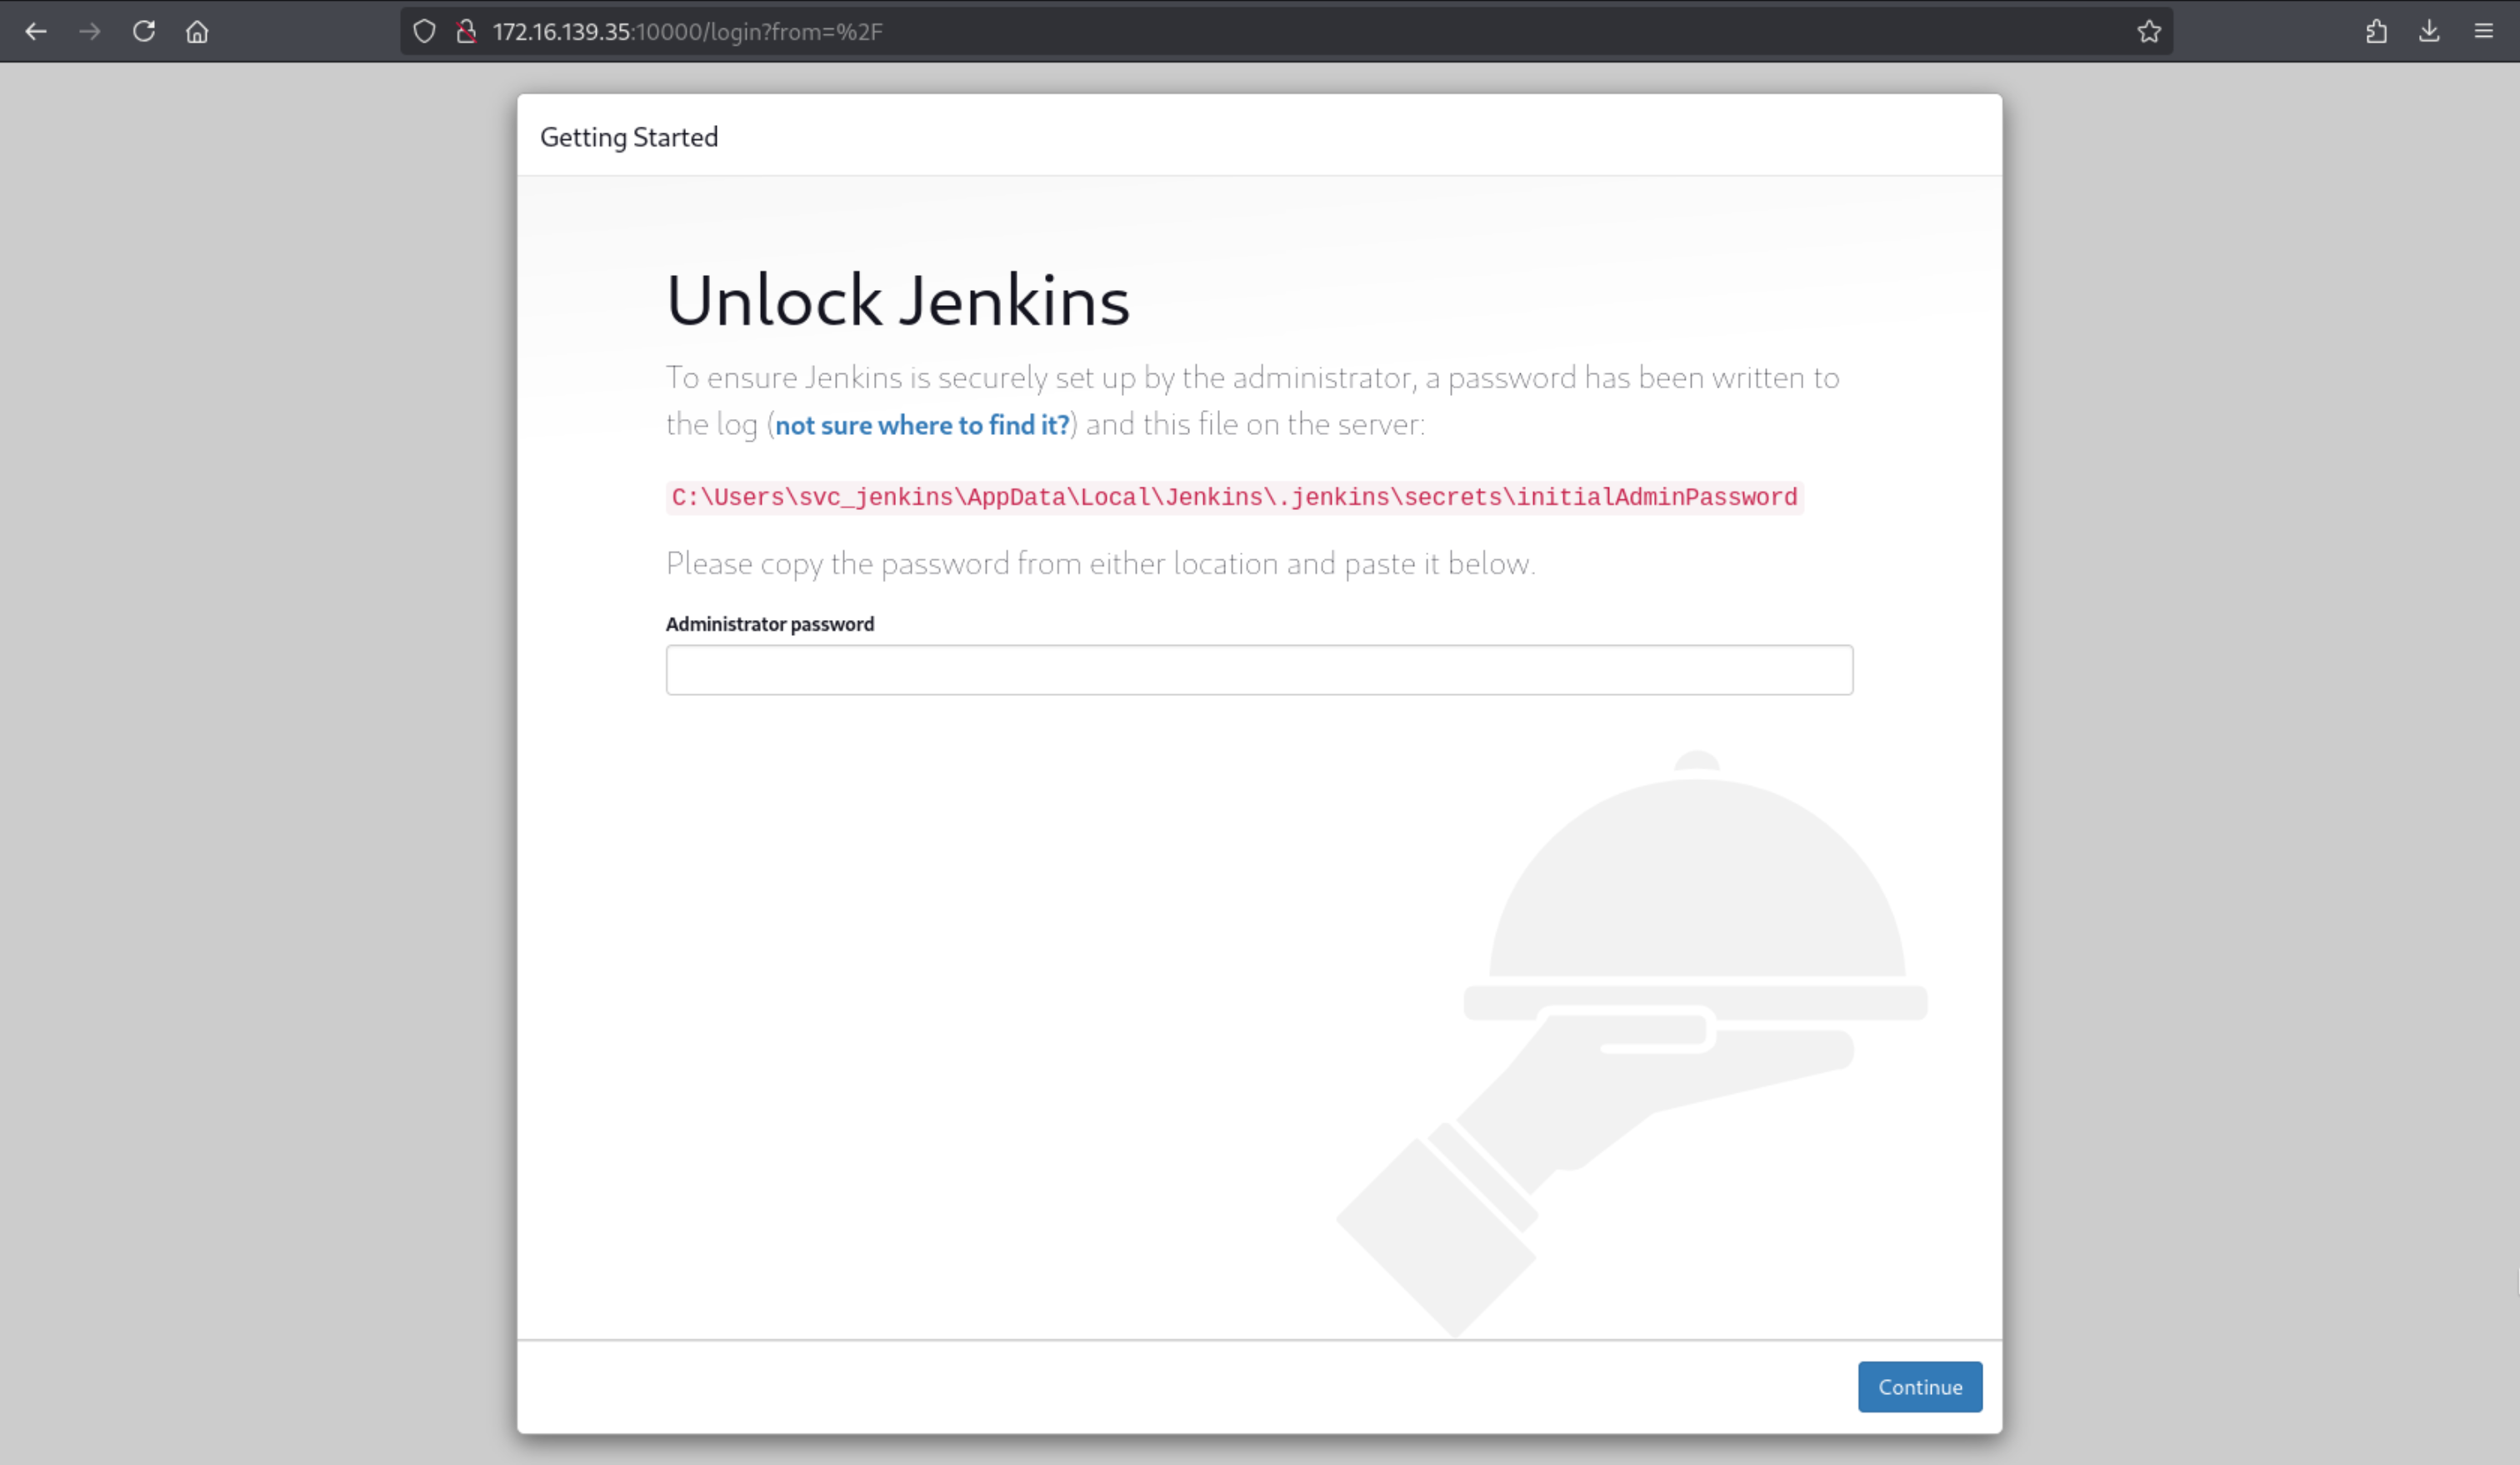 172.16.139.35:10000/login?from=%2F
Getting Started
Unlock Jenkins
To ensure Jenkins is securely set up by the administrator, a password has been written to
the log (not sure where to find it?) and this file on the server:
C:\Users\svc_jenkins\AppData\Local\Jenkins\.jenkins\secrets\initialAdminPassword
Please copy the password from either location and paste it below.
Administrator password
Continue